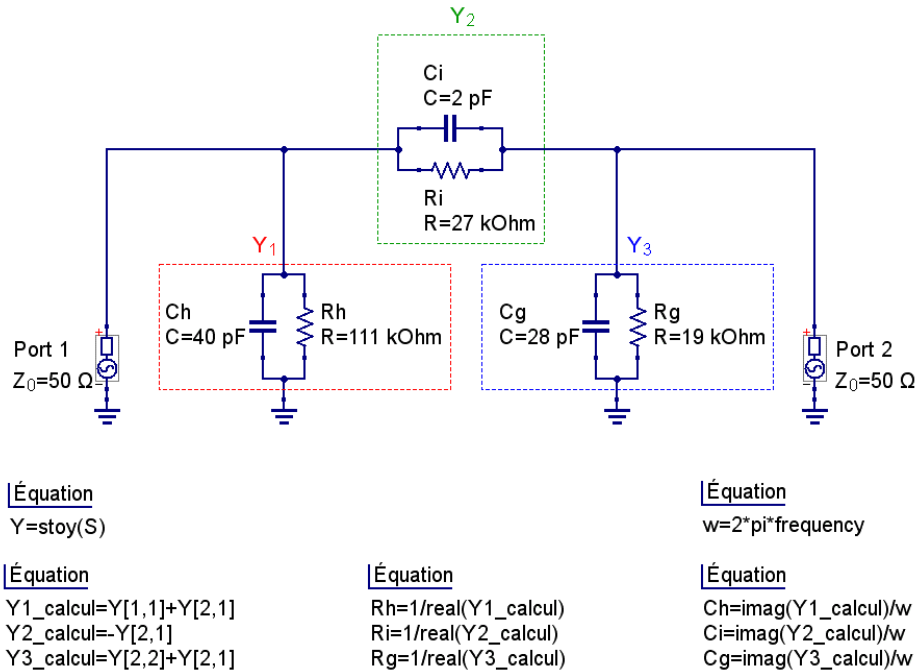 Y2
Ci
C=2 pF
Ri
R=27 kOhm
Y1
Y3
Ch
C=40 pF
Rh
R=111 kOhm
Cg
C=28 pF
Rg
R=19 kOhm
+
Port 1
Z0=50 Ω
+
Port 2
Z0=50 Ω
Équation
Y=stoy(S)
Équation
w=2*pi*frequency
Équation
Y1_calcul=Y[1,1]+Y[2,1]
Y2_calcul=-Y[2,1]
Y3_calcul=Y[2,2]+Y[2,1]
Équation
Rh=1/real(Y1_calcul)
Ri=1/real(Y2_calcul)
Rg=1/real(Y3_calcul)
Équation
Ch=imag(Y1_calcul)/w
Ci=imag(Y2_calcul)/w
Cg=imag(Y3_calcul)/w